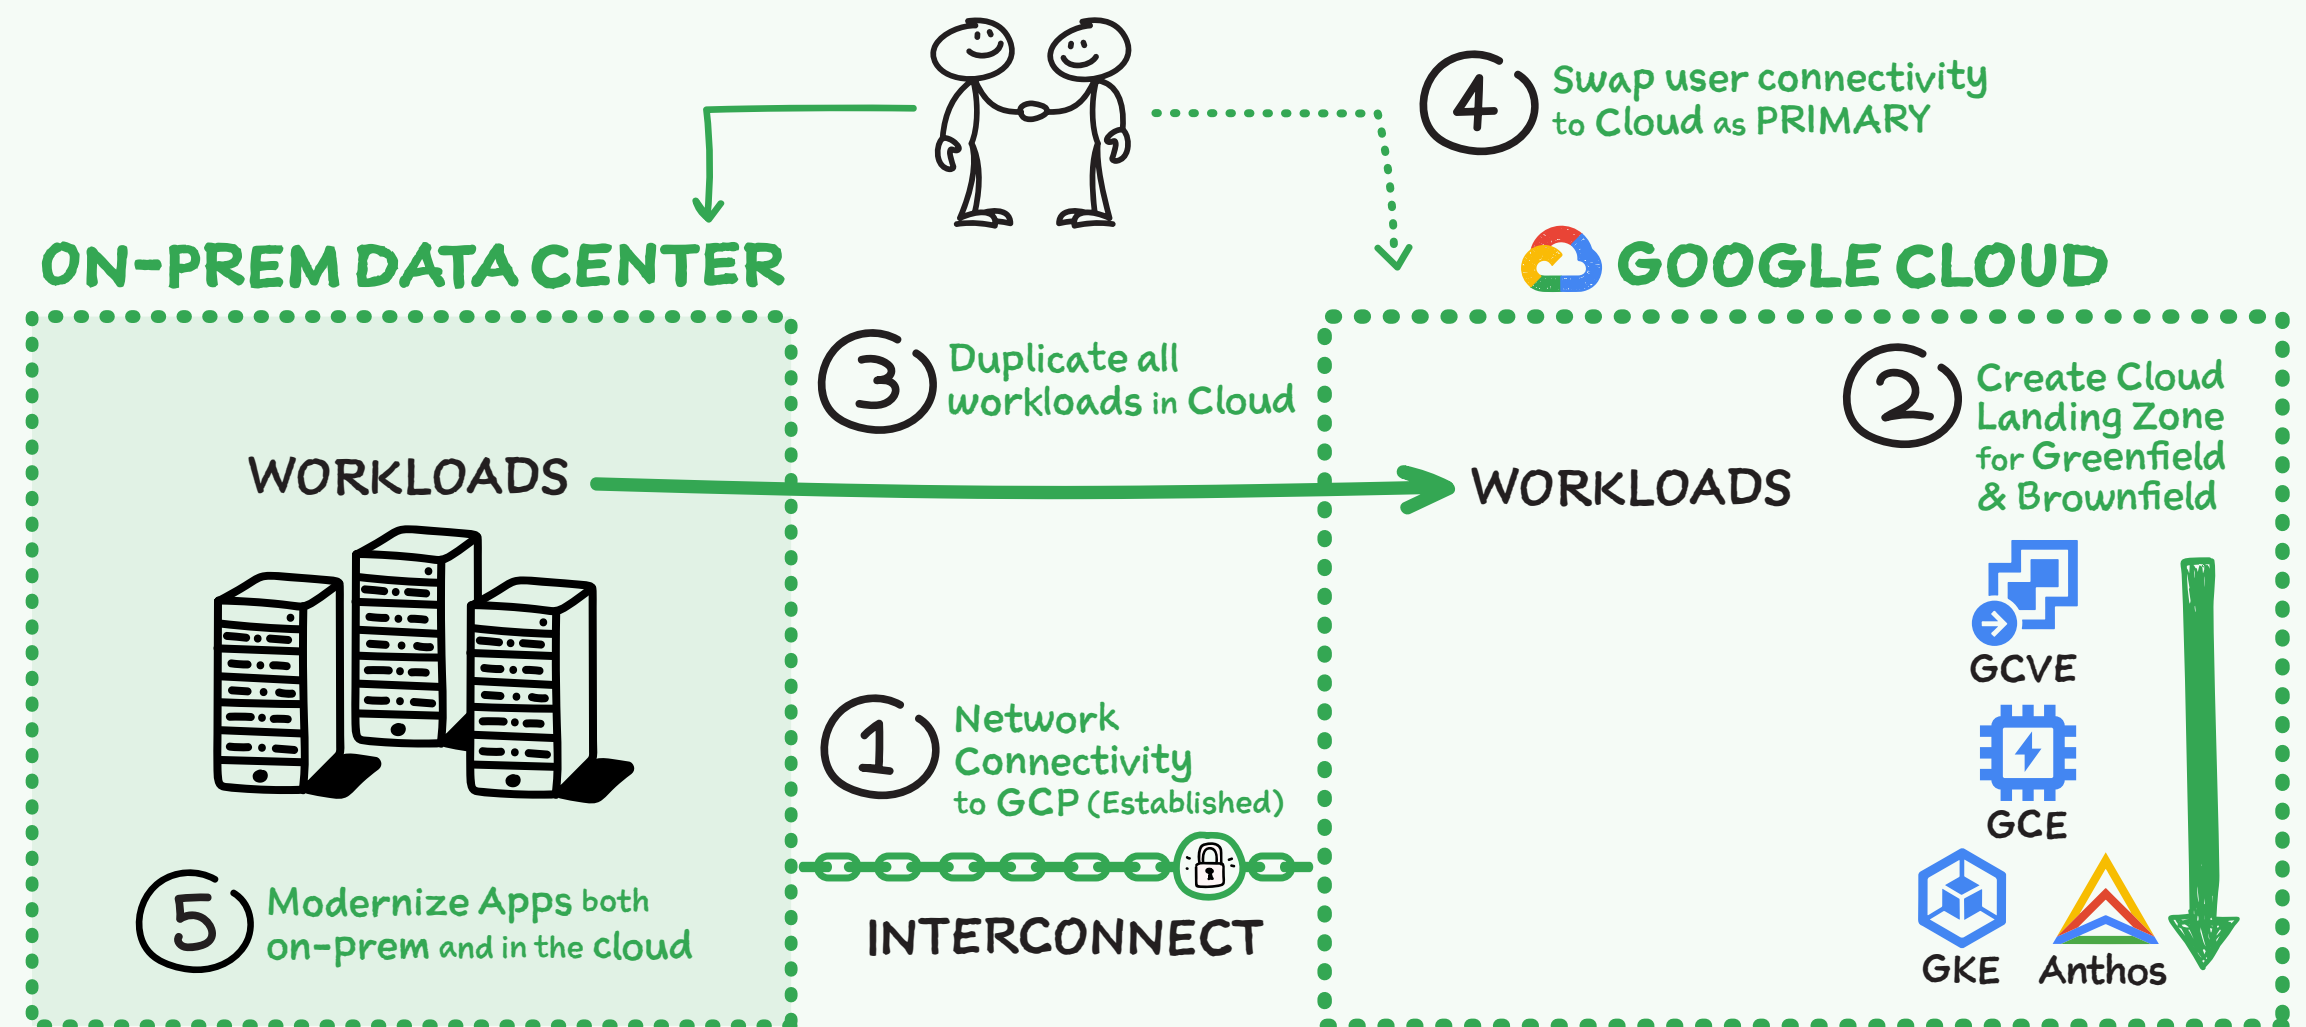 4
Swap user connectivity
to Cloud as PRIMARY
ON-PREM DATA CENTER
GOOGLE CLOUD
3
Duplicate all
workloads in Cloud
2
Create Cloud
Landing Zone
for Greenfield
& Brownfield
WORKLOADS
WORKLOADS
GCVE
1
Network
Connectivity
to GCP (Established)
GCE
INTERCONNECT
5
Modernize Apps both
on-prem and in the cloud
GKE
Anthos